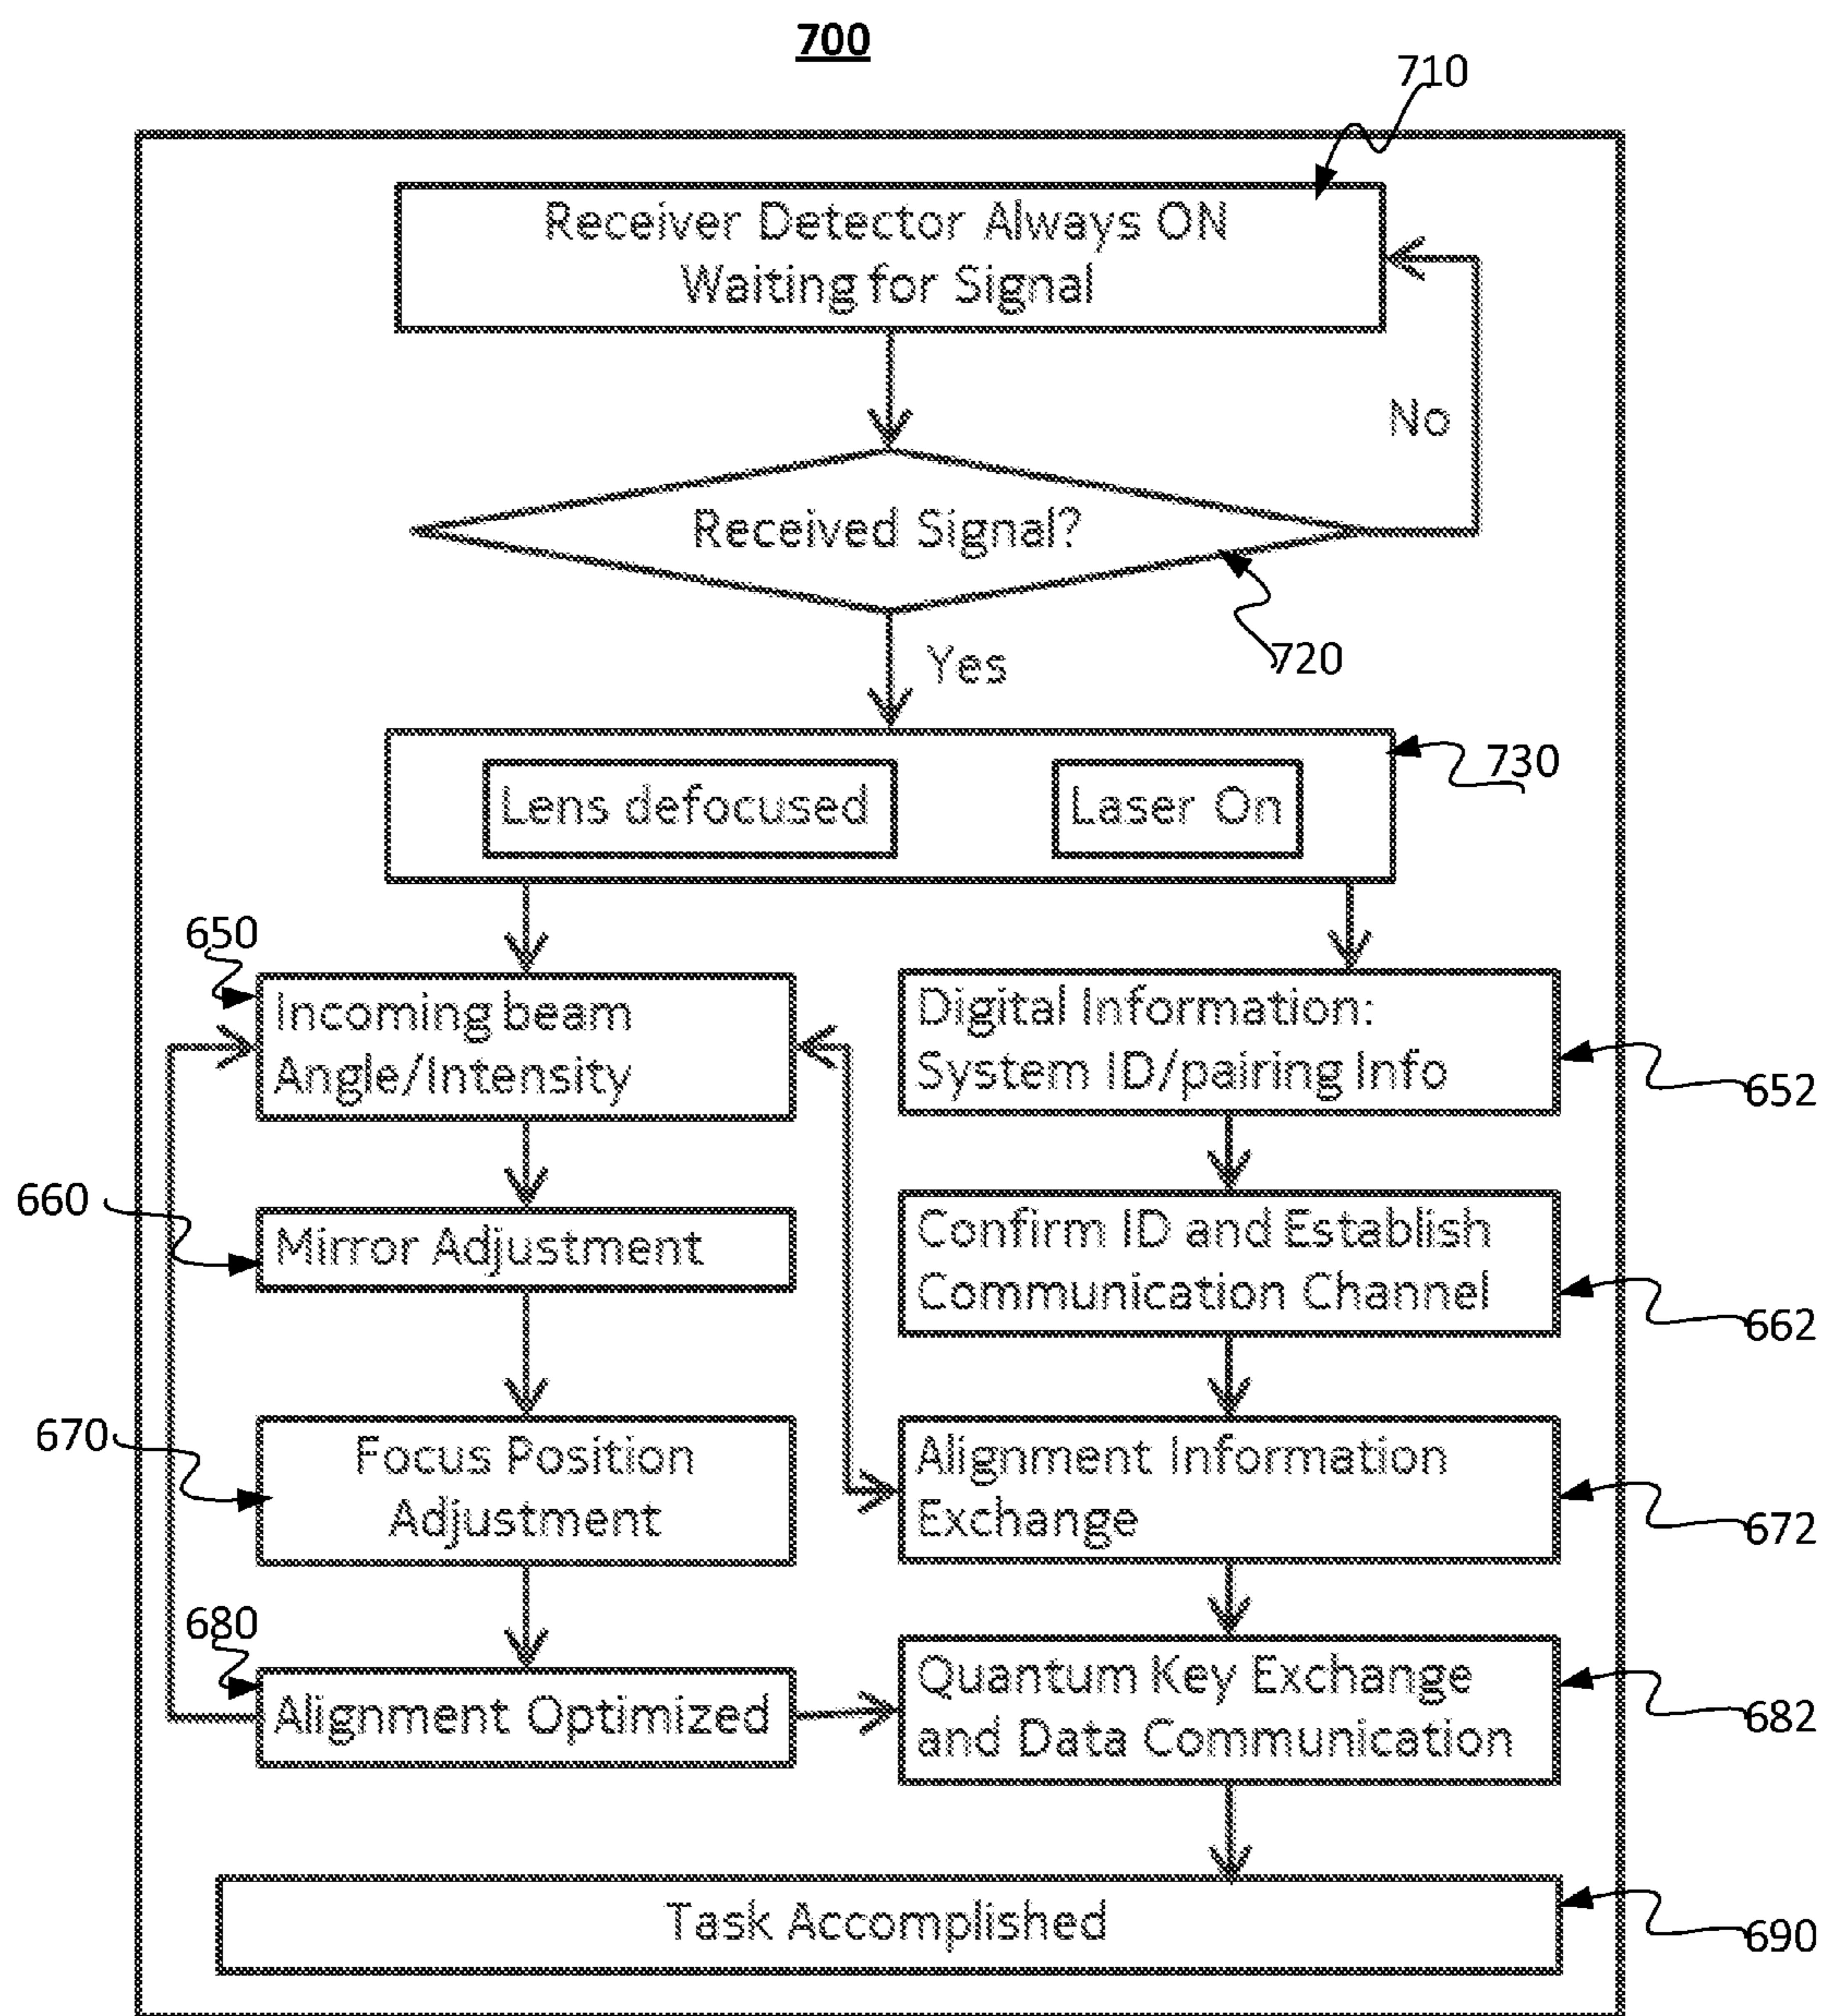 700
710
Receiver Detector Always ON
Waiting for Signal
No
Received Signal?
720
Yes
730
Lens defocused
Laser On
650
Incoming beam
Angle/Intensity
Digital Information:
System ID/pairing Info
652
660
Mirror Adjustment
Confirm ID and Establish
Communication Channel
662
670
Focus Position
Adjustment
Alignment Information
Exchange
672
680
Alignment Optimized
Quantum Key Exchange
and Data Communication
682
Task Accomplished
690